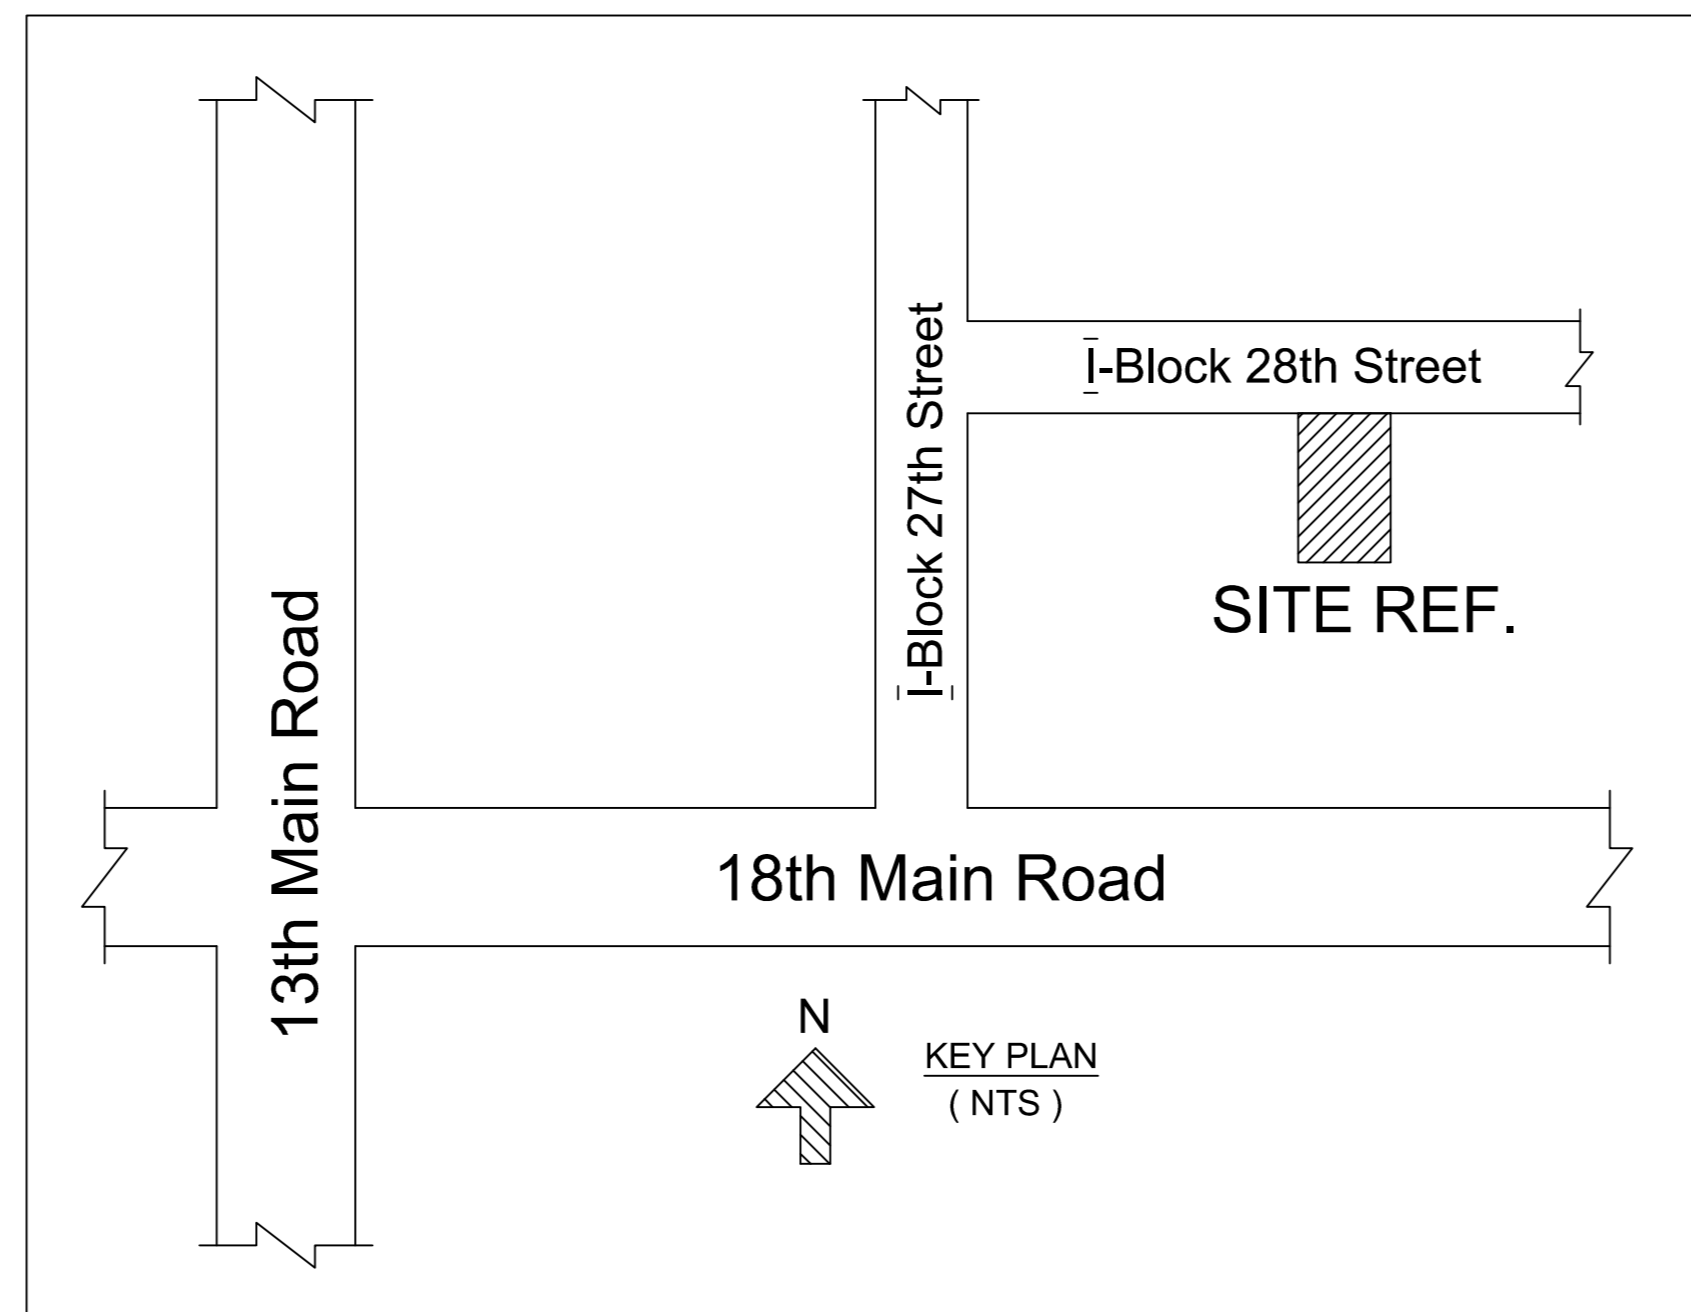 I-Block 28th Street
I-Block 27th Street
SITE REF.
13th Main Road
18th Main Road
N
KEY PLAN
( NTS )